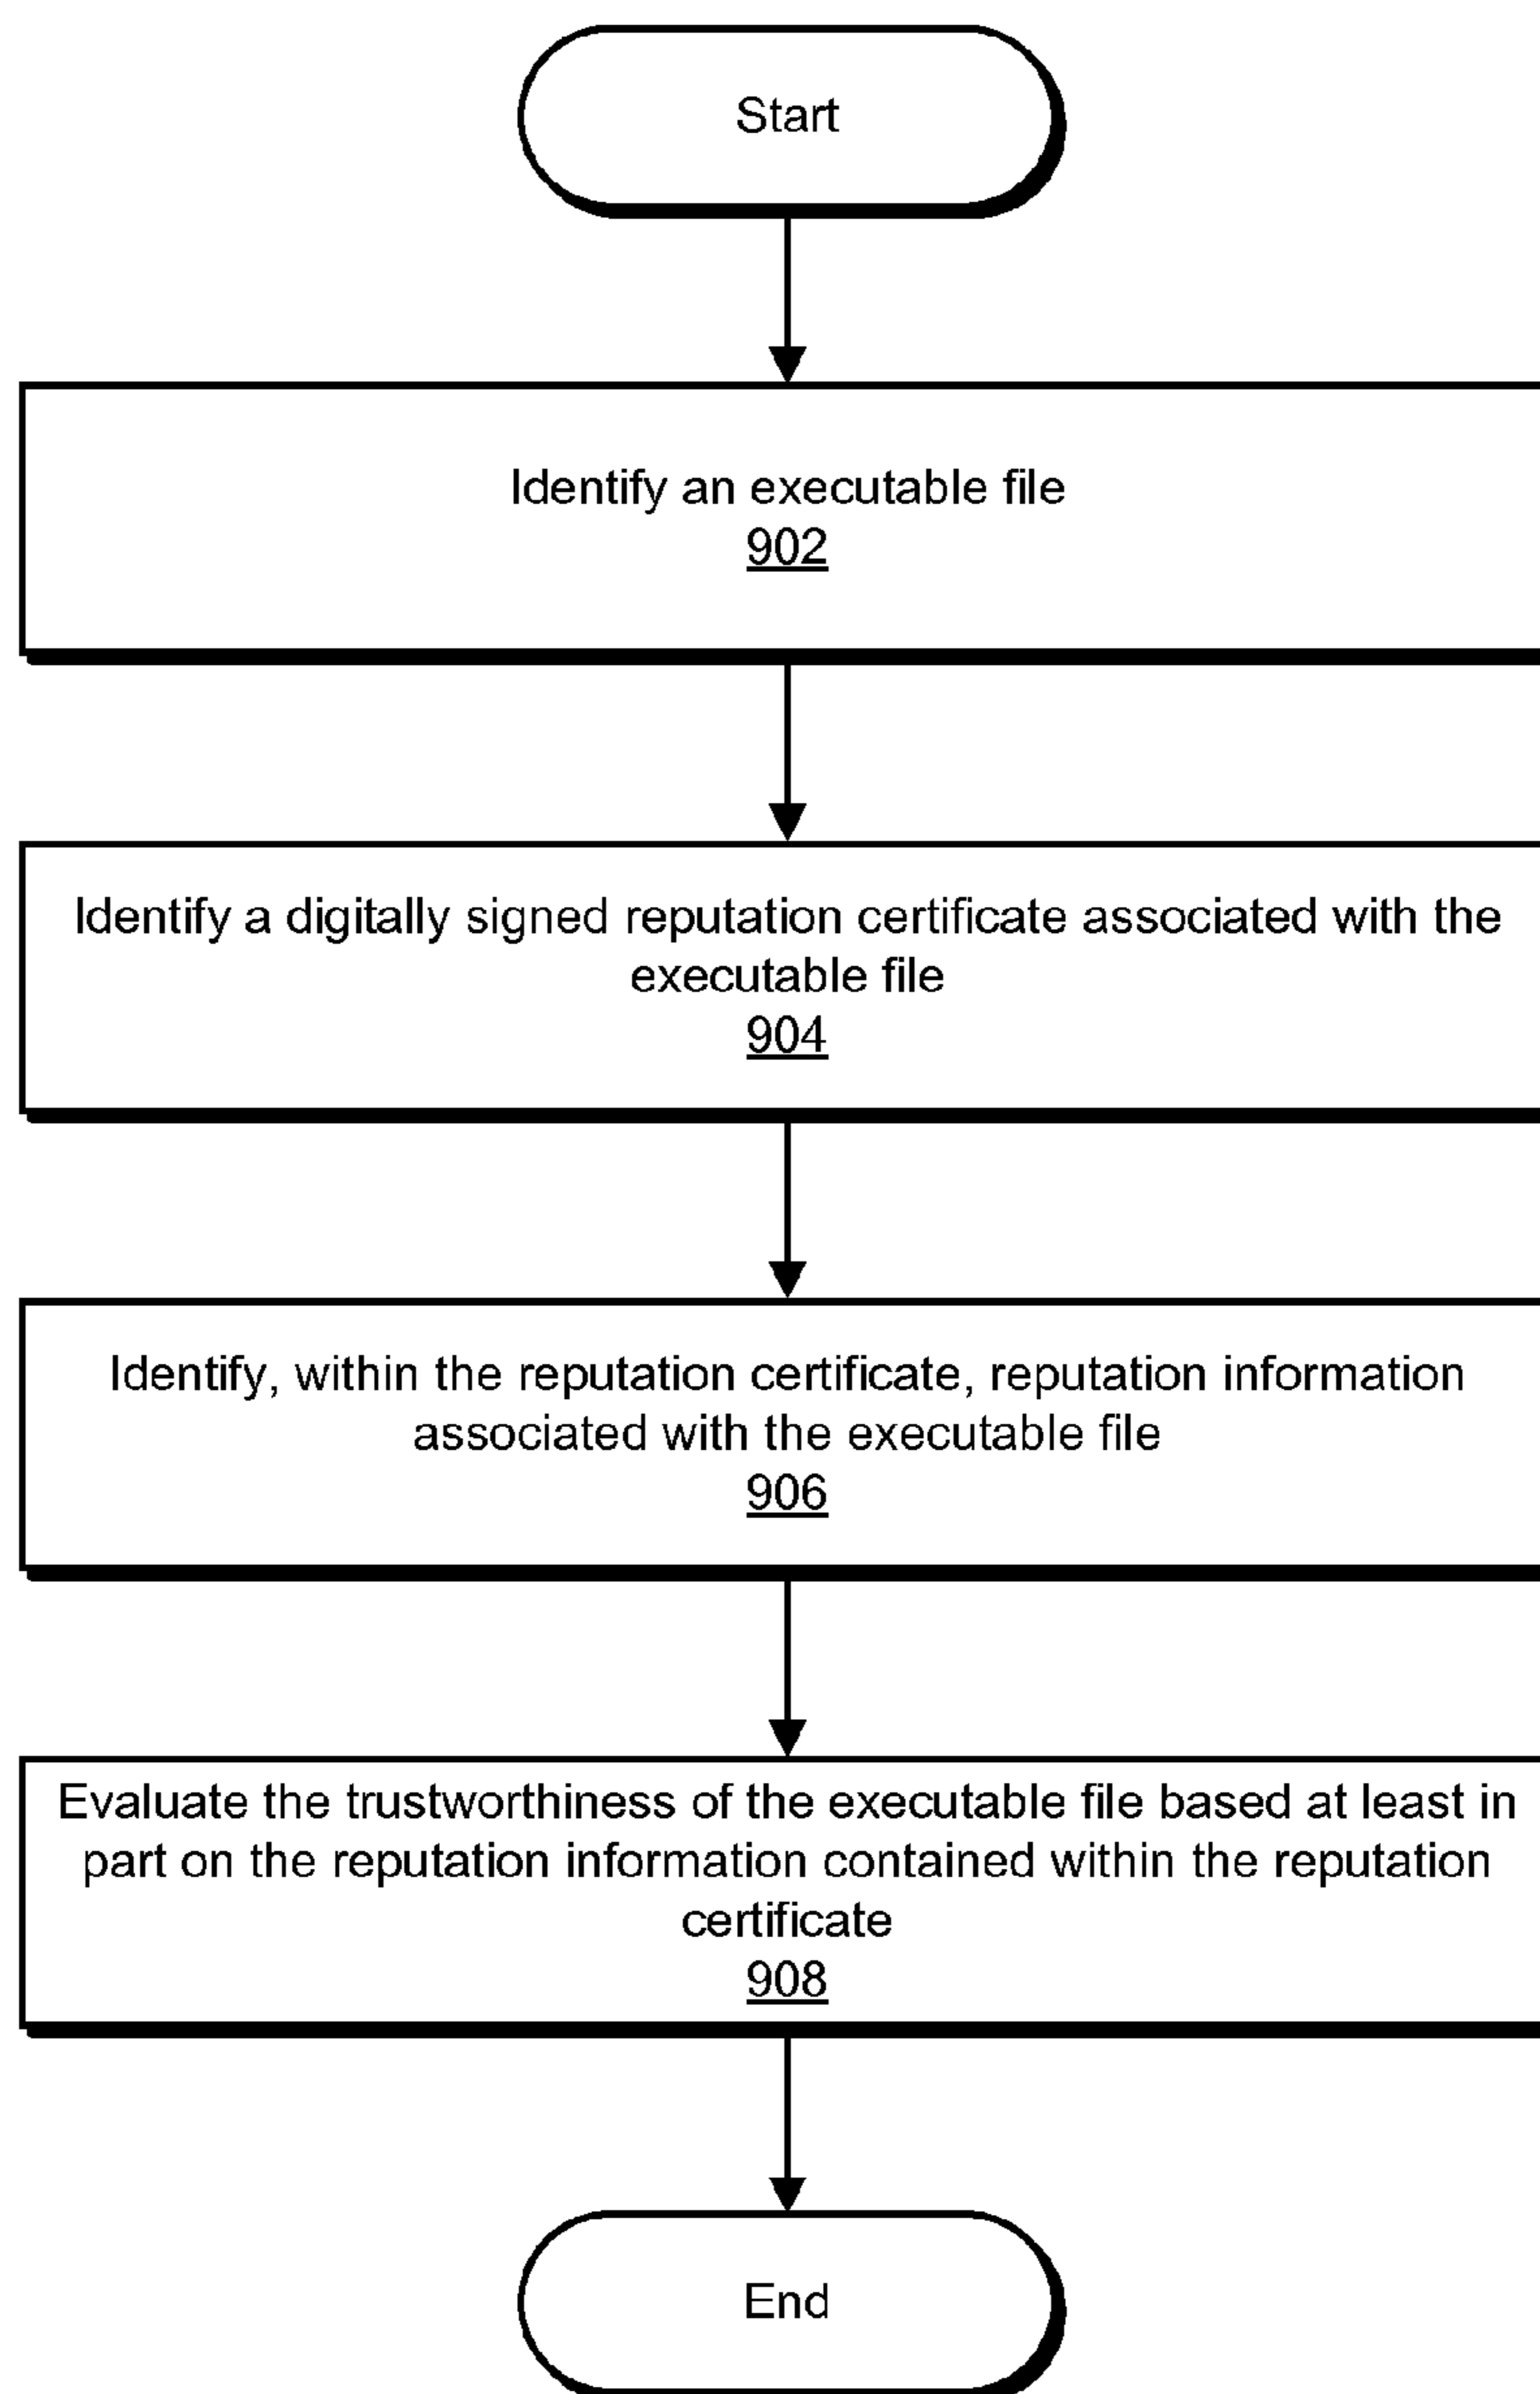 Start
Identify an executable file
902
Identify a digitally signed reputation certificate associated with the
executable file
904
Identify, within the reputation certificate, reputation information
associated with the executable file
906
Evaluate the trustworthiness of the executable file based at least in
part on the reputation information contained within the reputation
certificate
908
End